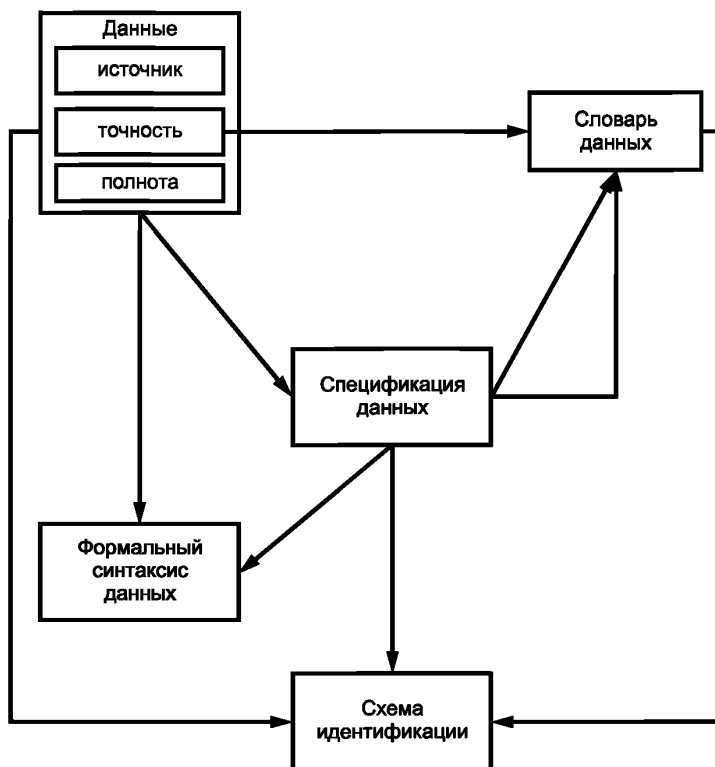 Данные
источник
точность
полнота
Словарь
данных
Спецификация
данных
Формальный
синтаксис
данных
Схема
идентификации